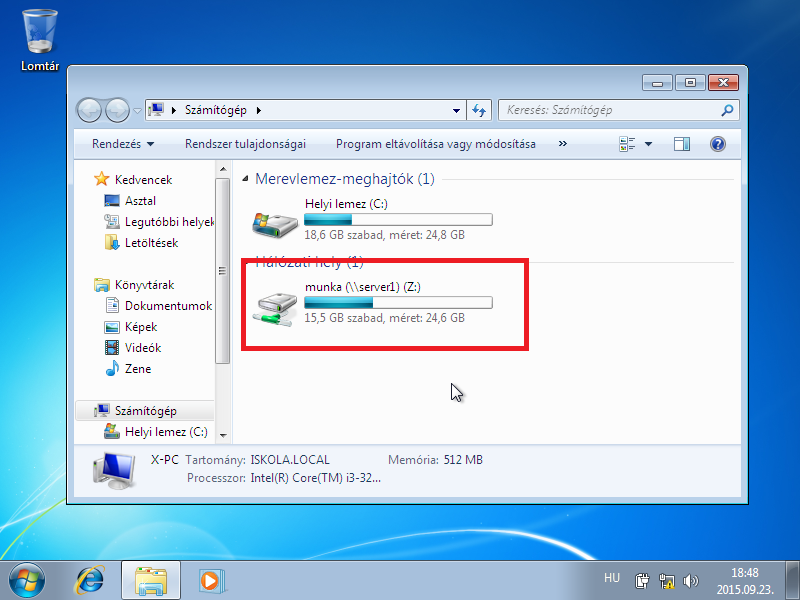 Lomtár
Számítógép
Keresés: Számítógép
Rendezés
Rendszer tulajdonságai
Program eltávolítása vagy módosítása
»
Kedvencek
Asztal
Legutóbbi helyek
Letöltések
Könyvtárak
Dokumentumok
Képek
Videók
Zene
Számítógép
Helyi lemez (C:)
Merevlemez-meghajtók (1)
Helyi lemez (C:)
18,6 GB szabad, méret: 24,8 GB
Hálózati hely (1)
munka (\\server1) (Z:)
15,5 GB szabad, méret: 24,6 GB
X-PC Tartomány: ISKOLA.LOCAL Memória: 512 MB
Processzor: Intel(R) Core(TM) i3-32...
HU
18:48
2015.09.23.